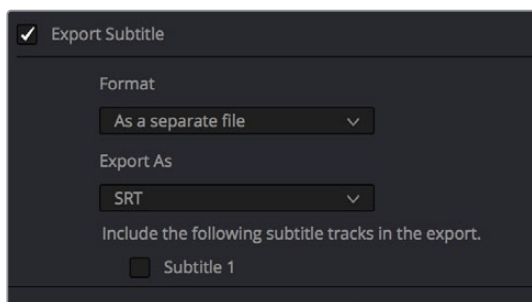 Export Subtitle
Format
As a separate file
Export As
SRT
Include the following subtitle tracks in the export.
Subtitle 1